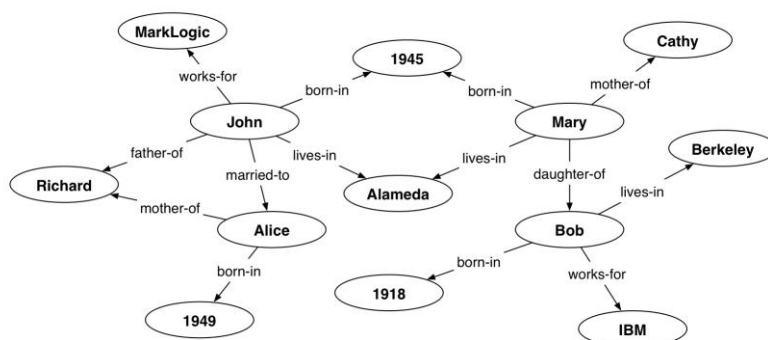 MarkLogic
Cathy
1945
works-for
born-in
born-in
mother-of
John
Mary
Berkeley
father-of
lives-in
lives-in
married-to
daughter-of
lives-in
Richard
Alameda
mother-of
Alice
Bob
born-in
born-in
works-for
1918
1949
IBM